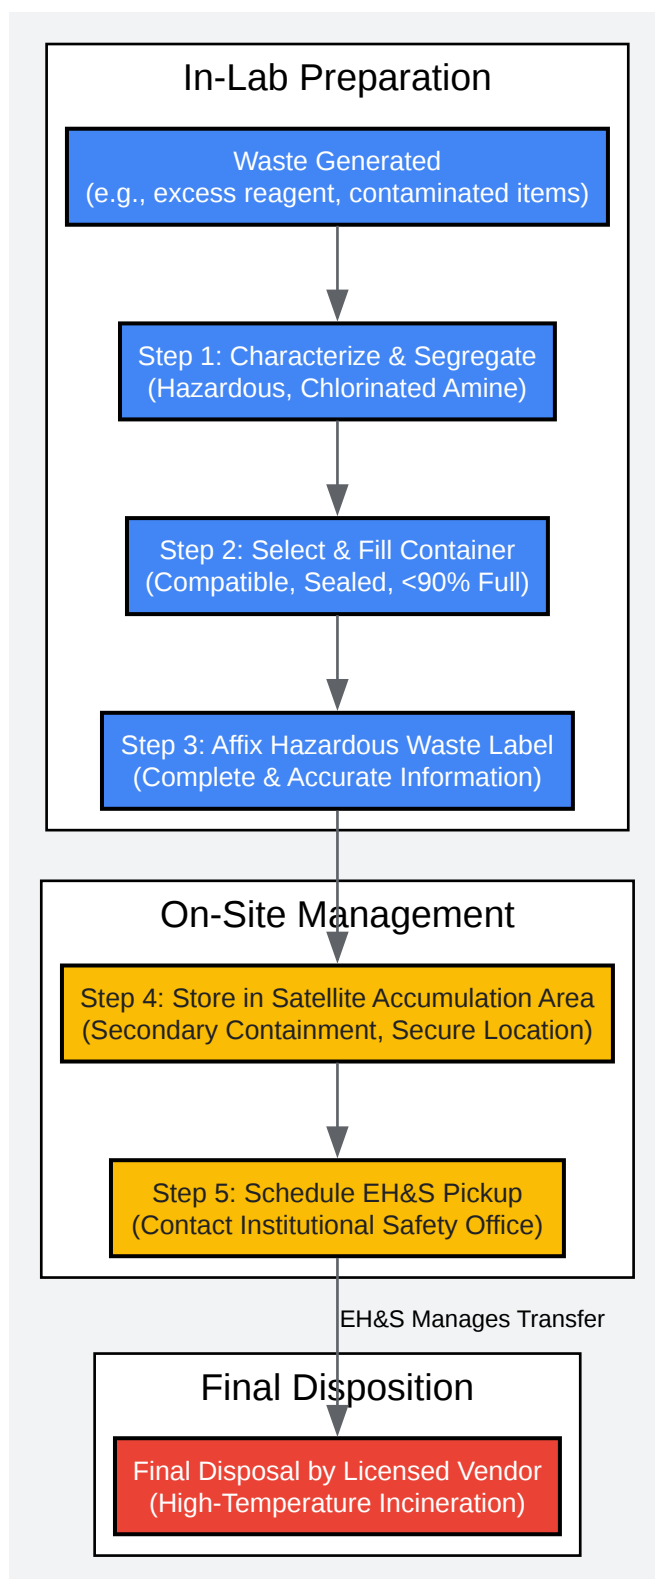 In-Lab Preparation
Waste Generated
(e.g., excess reagent, contaminated items)
Step 1: Characterize & Segregate
(Hazardous, Chlorinated Amine)
Step 2: Select & Fill Container
(Compatible, Sealed, <90% Full)
Step 3: Affix Hazardous Waste Label
(Complete & Accurate Information)
On-Site Management
Step 4: Store in Satellite Accumulation Area
(Secondary Containment, Secure Location)
Step 5: Schedule EH&S Pickup
(Contact Institutional Safety Office)
EH&S Manages Transfer
Final Disposition
Final Disposal by Licensed Vendor
(High-Temperature Incineration)